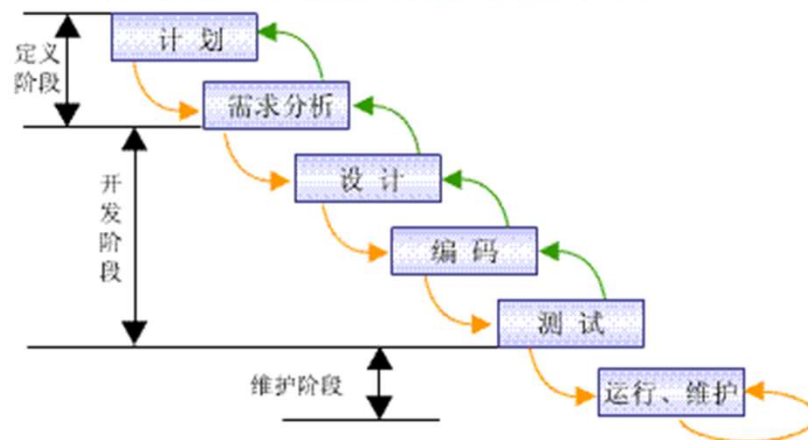 计 划
定义
阶段
需求分析
设 计
开
发
阶
段
编 码
测 试
维护阶段
运行、维护